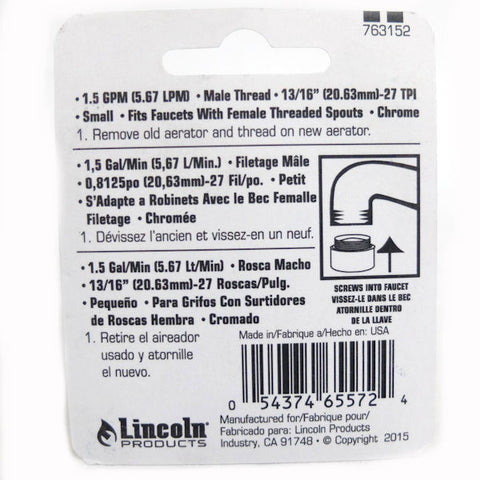 763152
• 1.5 GPM (5.67 LPM) • Male Thread • 13/16" (20.63mm)-27 TPI
• Small • Fits Faucets With Female Threaded Spouts • Chrome
1. Remove old aerator and thread on new aerator.
• 1,5 Gal/Min (5,67 L/Min.) • Filetage Mâle
• 0,8125po (20,63mm)-27 Fil/po. • Petit
• S'Adapte a Robinets Avec le Bec Femalle
Filetage • Chromée
1. Dévissez l'ancien et vissez-en un neuf.
• 1.5 Gal/Min (5.67 Lt/Min) • Rosca Macho
• 13/16" (20.63mm)-27 Roscas/Pulg.
• Pequeño • Para Grifos Con Surtidores
de Roscas Hembra • Cromado
1. Retire el aireador
usado y atornille
el nuevo.
SCREWS INTO FAUCET
VISSEZ-LE DANS LE BEC
ATORNILLE DENTRO
DE LA LLAVE
Made in/Fabrique a/Hecho en: USA
0 54374 65572 4
Lincoln
PRODUCTS
Manufactured for/Fabrique pour/
Fabricado para: Lincoln Products
Industry, CA 91748 • © Copyright 2015